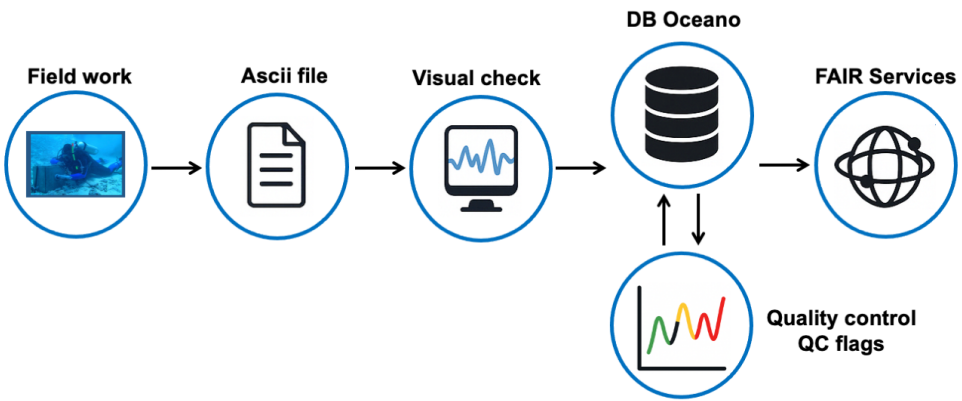 DB Oceano
Field work
Ascii file
Visual check
FAIR Services
Quality control
QC flags